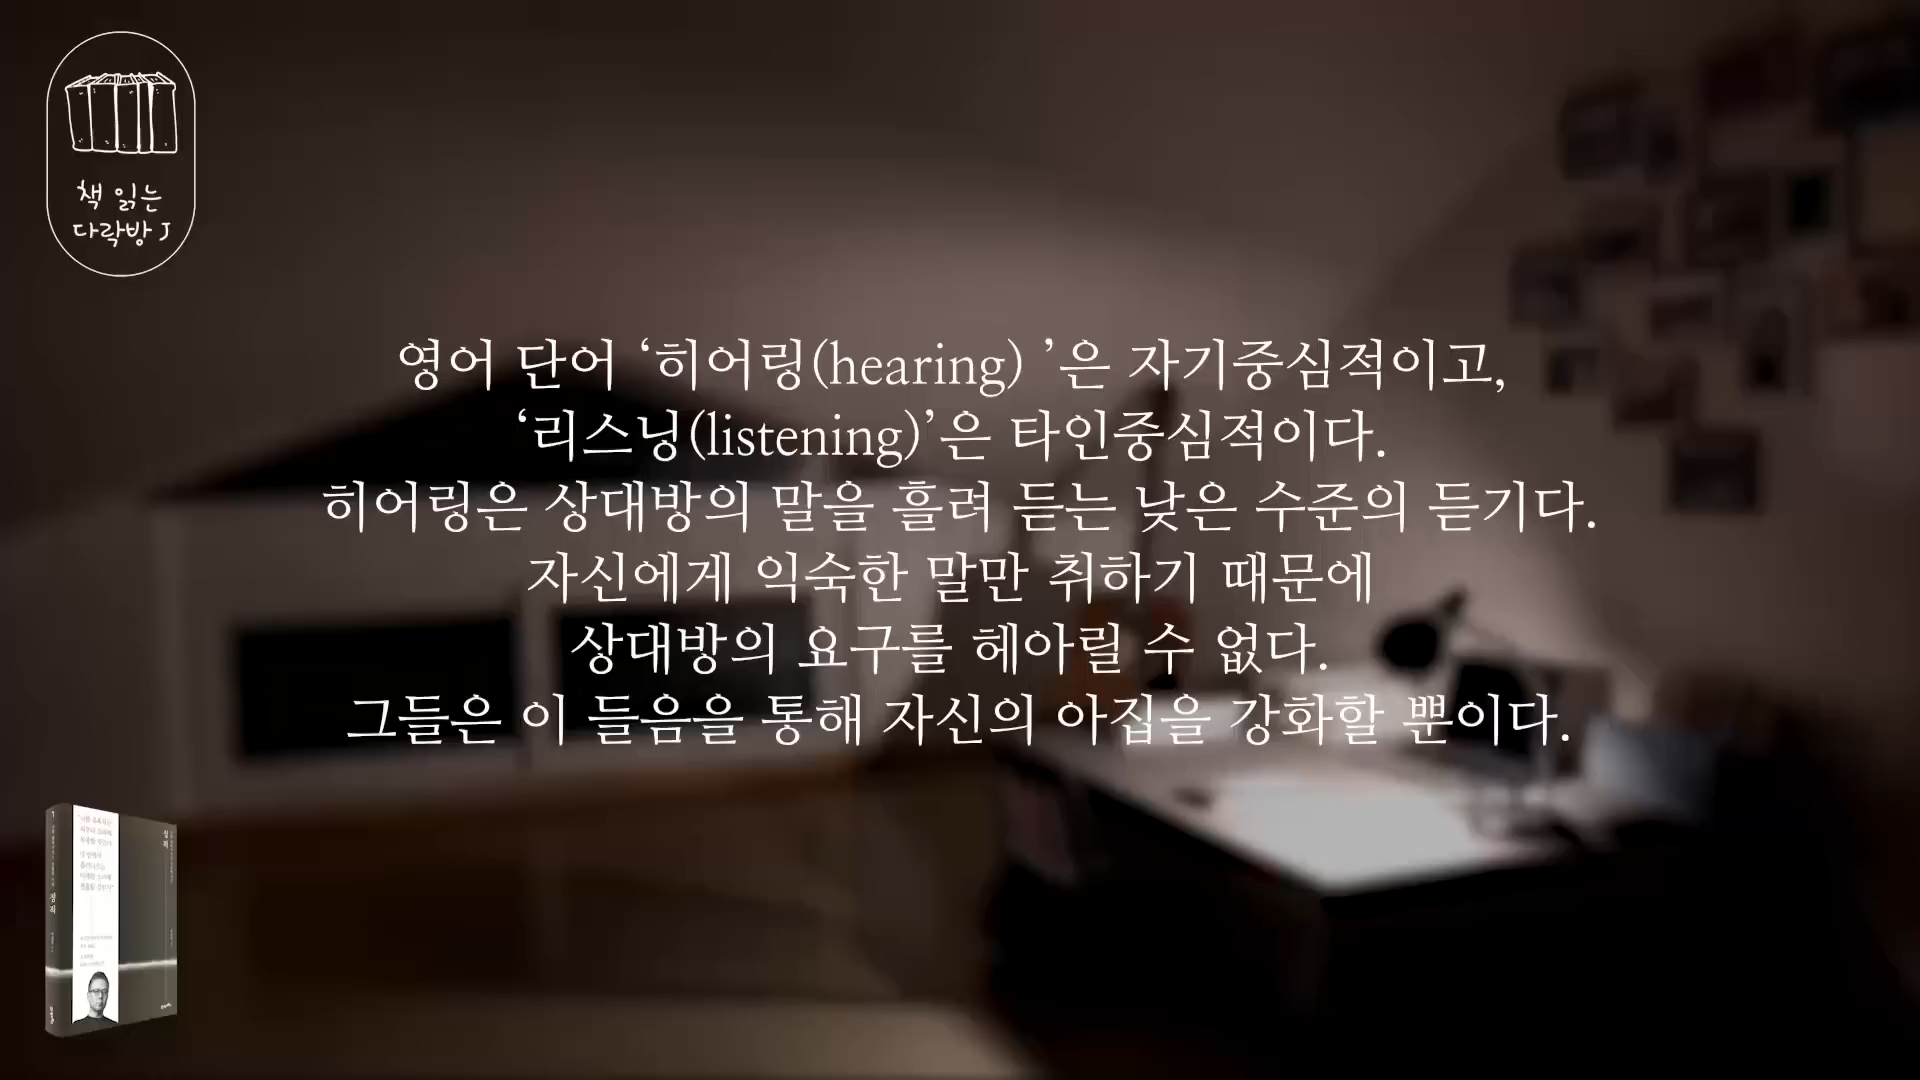 책 읽는
다락방 J
영어 단어 ‘히어링(hearing) ’은 자기중심적이고,
‘리스닝(listening)’은 타인중심적이다.
히어링은 상대방의 말을 흘려 듣는 낮은 수준의 듣기다.
자신에게 익숙한 말만 취하기 때문에
상대방의 요구를 헤아릴 수 없다.
그들은 이 들음을 통해 자신의 아집을 강화할 뿐이다.
정적